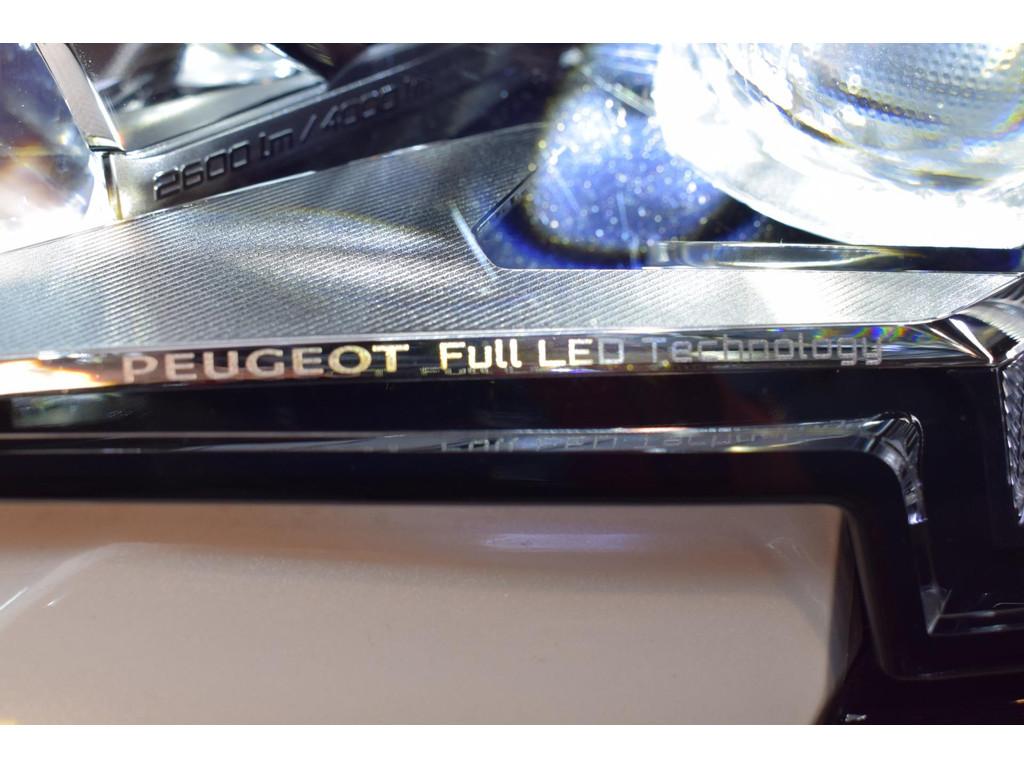 2600 lm / 4000 lm
PEUGEOT Full LED Technology